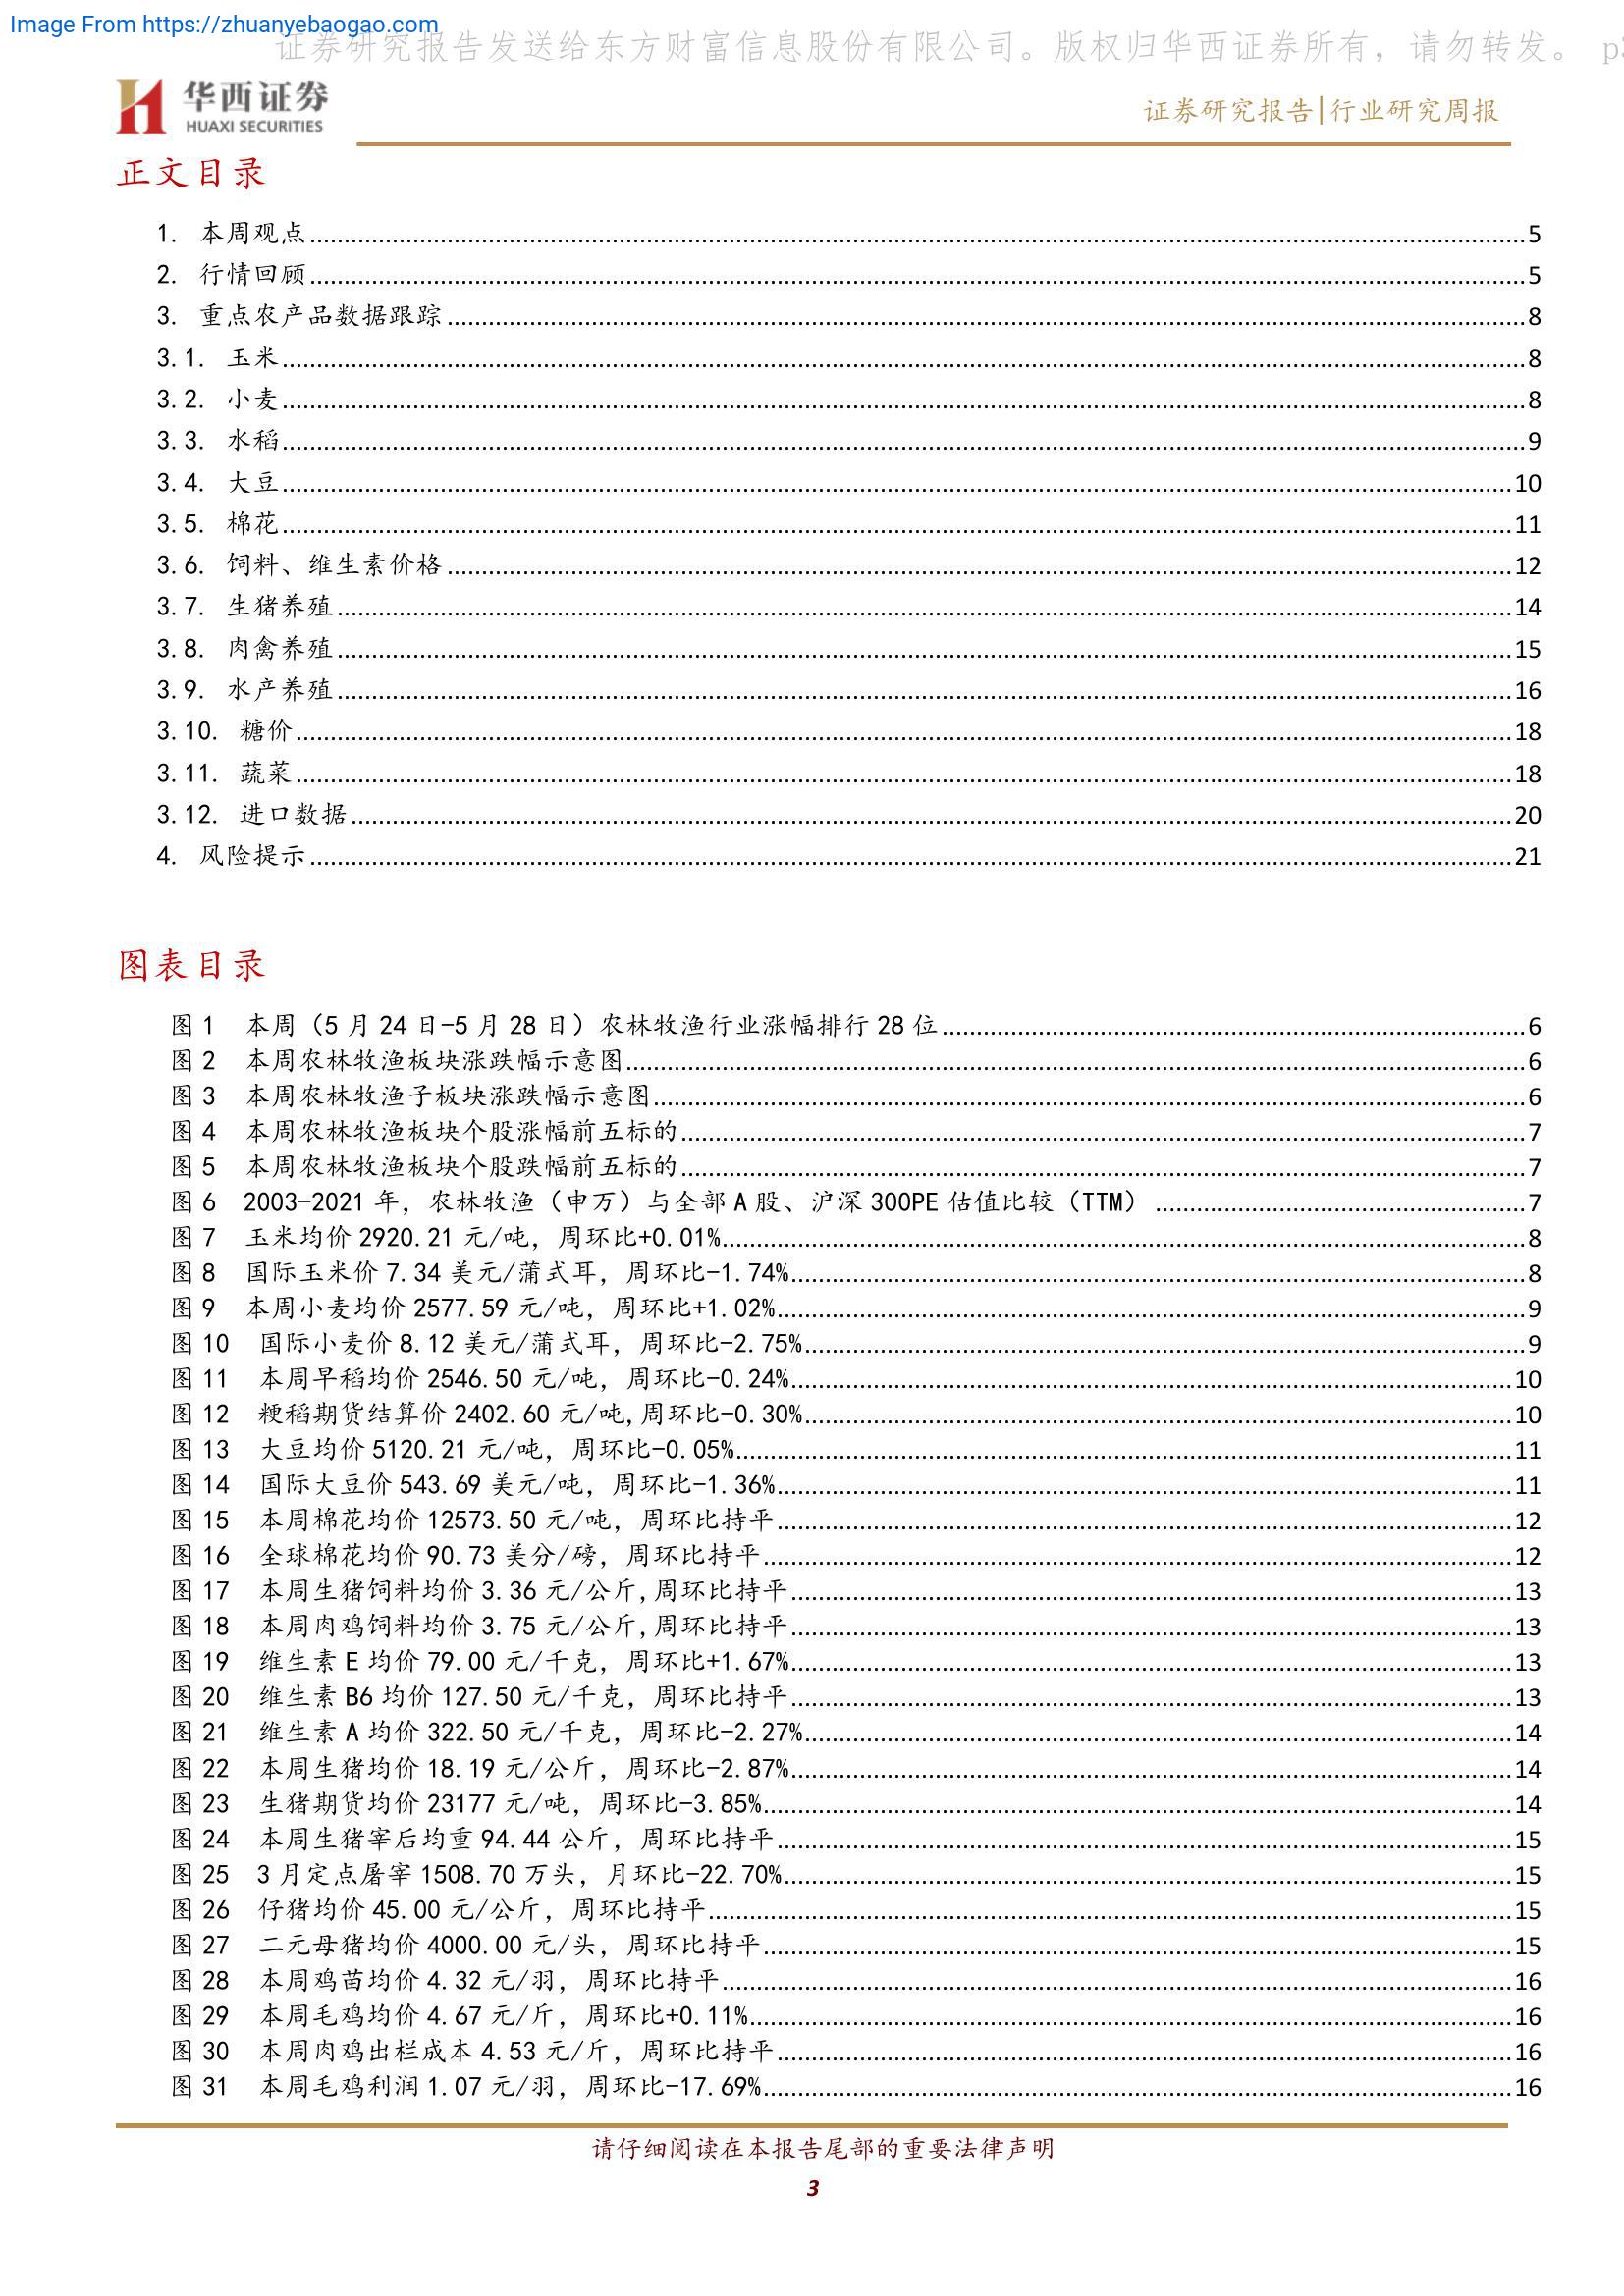 Image From https://zhuanyebaogao.com
证券研究报告发送给东方财富信息股份有限公司。版权归华西证券所有，请勿转发。 p3
华西证券
HUAXI SECURITIES
证券研究报告|行业研究周报
正文目录
1. 本周观点 5
2. 行情回顾 5
3. 重点农产品数据跟踪 8
3.1. 玉米 8
3.2. 小麦 8
3.3. 水稻 9
3.4. 大豆 10
3.5. 棉花 11
3.6. 饲料、维生素价格 12
3.7. 生猪养殖 14
3.8. 肉禽养殖 15
3.9. 水产养殖 16
3.10. 糖价 18
3.11. 蔬菜 18
3.12. 进口数据 20
4. 风险提示 21
图表目录
图 1 本周（5 月 24 日-5 月 28 日）农林牧渔行业涨幅排行 28 位 6
图 2 本周农林牧渔板块涨跌幅示意图 6
图 3 本周农林牧渔子板块涨跌幅示意图 6
图 4 本周农林牧渔板块个股涨幅前五标的 7
图 5 本周农林牧渔板块个股跌幅前五标的 7
图 6 2003-2021 年，农林牧渔（申万）与全部 A 股、沪深 300PE 估值比较（TTM） 7
图 7 玉米均价 2920.21 元/吨，周环比+0.01% 8
图 8 国际玉米价 7.34 美元/蒲式耳，周环比-1.74% 8
图 9 本周小麦均价 2577.59 元/吨，周环比+1.02% 9
图 10 国际小麦价 8.12 美元/蒲式耳，周环比-2.75% 9
图 11 本周早稻均价 2546.50 元/吨，周环比-0.24% 10
图 12 粳稻期货结算价 2402.60 元/吨,周环比-0.30% 10
图 13 大豆均价 5120.21 元/吨，周环比-0.05% 11
图 14 国际大豆价 543.69 美元/吨，周环比-1.36% 11
图 15 本周棉花均价 12573.50 元/吨，周环比持平 12
图 16 全球棉花均价 90.73 美分/磅，周环比持平 12
图 17 本周生猪饲料均价 3.36 元/公斤,周环比持平 13
图 18 本周肉鸡饲料均价 3.75 元/公斤,周环比持平 13
图 19 维生素 E 均价 79.00 元/千克，周环比+1.67% 13
图 20 维生素 B6 均价 127.50 元/千克，周环比持平 13
图 21 维生素 A 均价 322.50 元/千克，周环比-2.27% 14
图 22 本周生猪均价 18.19 元/公斤，周环比-2.87% 14
图 23 生猪期货均价 23177 元/吨，周环比-3.85% 14
图 24 本周生猪宰后均重 94.44 公斤，周环比持平 15
图 25 3 月定点屠宰 1508.70 万头，月环比-22.70% 15
图 26 仔猪均价 45.00 元/公斤，周环比持平 15
图 27 二元母猪均价 4000.00 元/头，周环比持平 15
图 28 本周鸡苗均价 4.32 元/羽，周环比持平 16
图 29 本周毛鸡均价 4.67 元/斤，周环比+0.11% 16
图 30 本周肉鸡出栏成本 4.53 元/斤，周环比持平 16
图 31 本周毛鸡利润 1.07 元/羽，周环比-17.69% 16
请仔细阅读在本报告尾部的重要法律声明
3